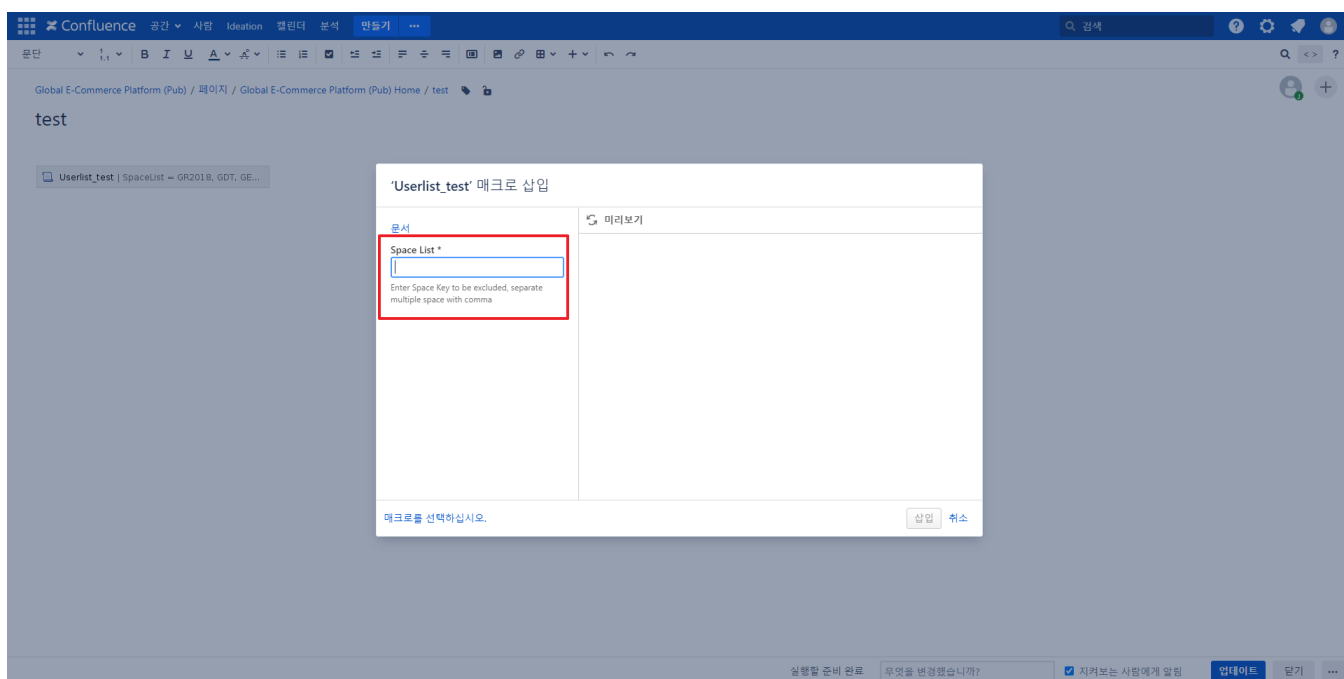 Confluence 공간 사람 Ideation 캘린더 분석 만들기 ··· 검색
문단 1.1 B I U A <> ?
Global E-Commerce Platform (Pub) / 페이지 / Global E-Commerce Platform (Pub) Home / test
test
Userlist_test | SpaceList = GR2018, GDT, GE...
'Userlist_test' 매크로 삽입
문서
미리보기
Space List *
Enter Space Key to be excluded, separate
multiple space with comma
매크로를 선택하십시오.
삽입 취소
실행할 준비 완료 무엇을 변경했습니까? 지켜보는 사람에게 알림 업데이트 닫기 ···